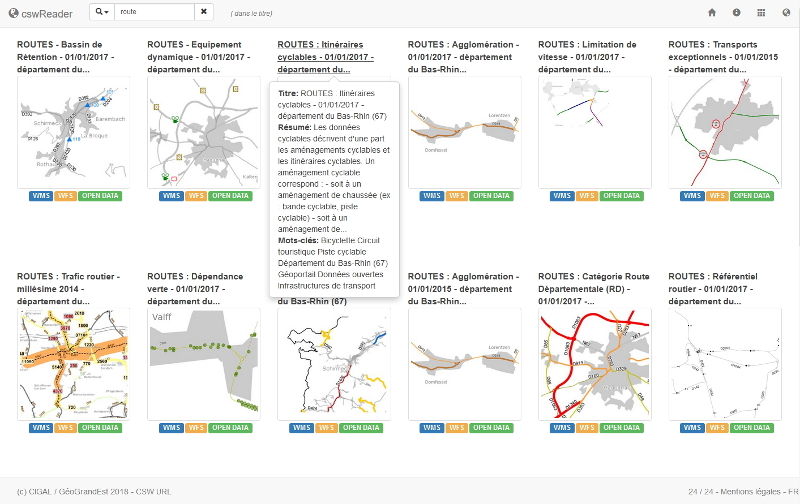 cswReader
route
( dans le titre)
ROUTES - Bassin de
Rétention - 01/01/2017 -
département du...
ROUTES - Equipement
dynamique - 01/01/2017 -
département du...
ROUTES : Itinéraires
cyclables - 01/01/2017 -
département du...
ROUTES : Agglomération -
01/01/2017 - département
du Bas-Rhin...
ROUTES : Limitation de
vitesse - 01/01/2017 -
département du...
ROUTES : Transports
exceptionnels - 01/01/2015
- département du...
Barembach
Lorentzen
Domfessel
WMS WFS OPEN DATA
WMS WFS OPEN DATA
Titre: ROUTES : Itinéraires
cyclables - 01/01/2017 -
département du Bas-Rhin (67)
Résumé: Les données
cyclables décrivent d'une part
les aménagements cyclables et
les itinéraires cyclables. Un
aménagement cyclable
correspond : - soit à un
aménagement de chaussée (ex
bande cyclable, piste
cyclable) - soit à un
aménagement de...
Mots-clés: Bicyclette Circuit
touristique Piste cyclable
Département du Bas-Rhin (67)
Géoportail Données ouvertes
infrastructures de transport
WMS WFS OPEN DATA
WMS WFS OPEN DATA
WMS WFS OPEN DATA
ROUTES : Trafic routier -
millésime 2014 -
département du...
ROUTES : Dépendance
verte - 01/01/2017 -
département du...
du Bas-Rhin (67)
ROUTES : Agglomération -
01/01/2015 - département
du Bas-Rhin...
ROUTES : Catégorie Route
Départementale (RD) -
01/01/2017 -...
ROUTES : Référentiel
routier - 01/01/2017 -
département du...
Valff
Lorentzen
Domfessel
WMS WFS OPEN DATA
WMS WFS OPEN DATA
WMS WFS OPEN DATA
WMS WFS OPEN DATA
WMS WFS OPEN DATA
WMS WFS OPEN DATA
(c) CIGAL / GéoGrandEst 2018 - CSW URL
24 / 24 - Mentions légales - FR